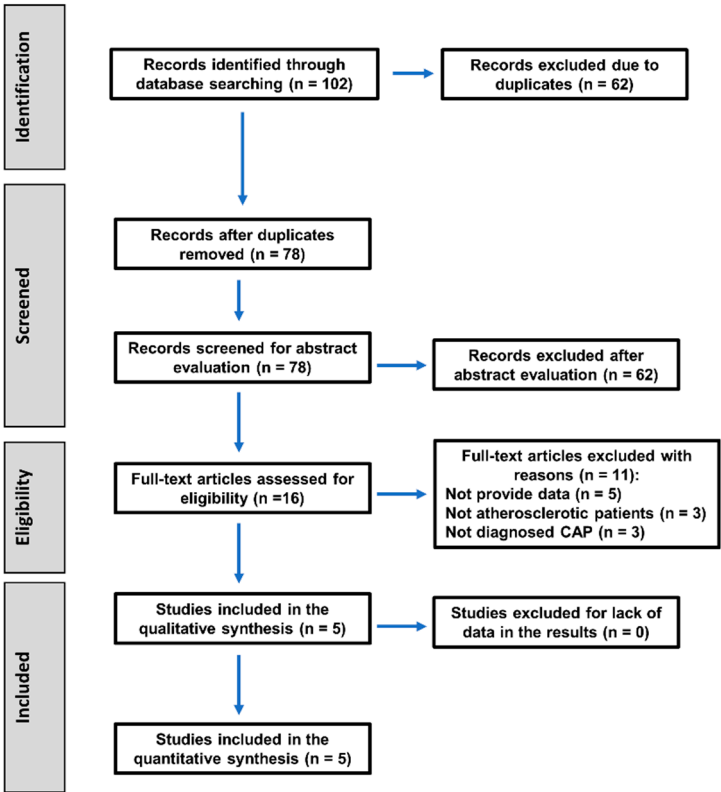 Identification
Records identified through
database searching (n = 102)
Records excluded due to
duplicates (n = 62)
Screened
Records after duplicates
removed (n = 78)
Records screened for abstract
evaluation (n = 78)
Records excluded after
abstract evaluation (n = 62)
Eligibility
Full-text articles assessed for
eligibility (n =16)
Full-text articles excluded with
reasons (n = 11):
Not provide data (n = 5)
Not atherosclerotic patients (n = 3)
Not diagnosed CAP (n = 3)
Included
Studies included in the
qualitative synthesis (n = 5)
Studies excluded for lack of
data in the results (n = 0)
Studies included in the
quantitative synthesis (n = 5)